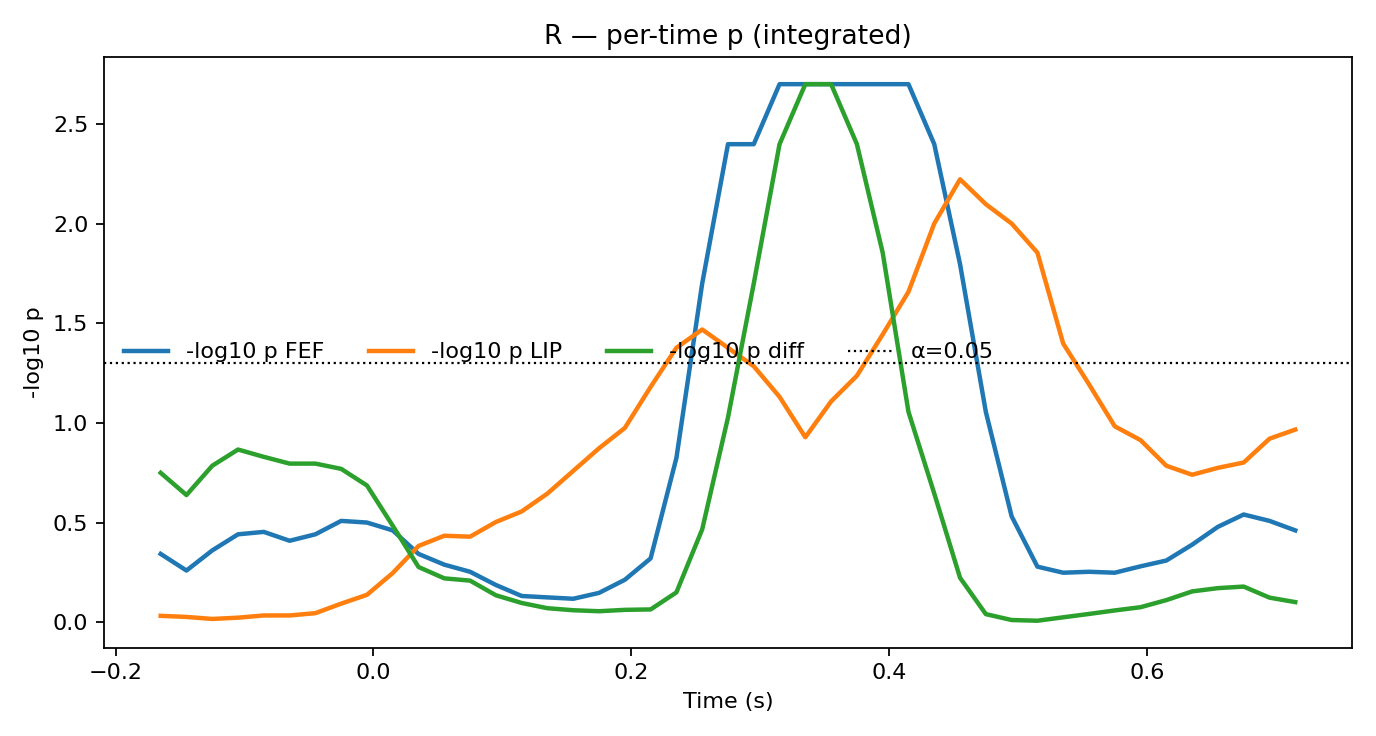 R — per-time p (integrated)
-log10 p
2.5
2.0
1.5
1.0
0.5
0.0
-log10 p FEF -log10 p LIP -log10 p diff α=0.05
−0.2 0.0 0.2 0.4 0.6
Time (s)